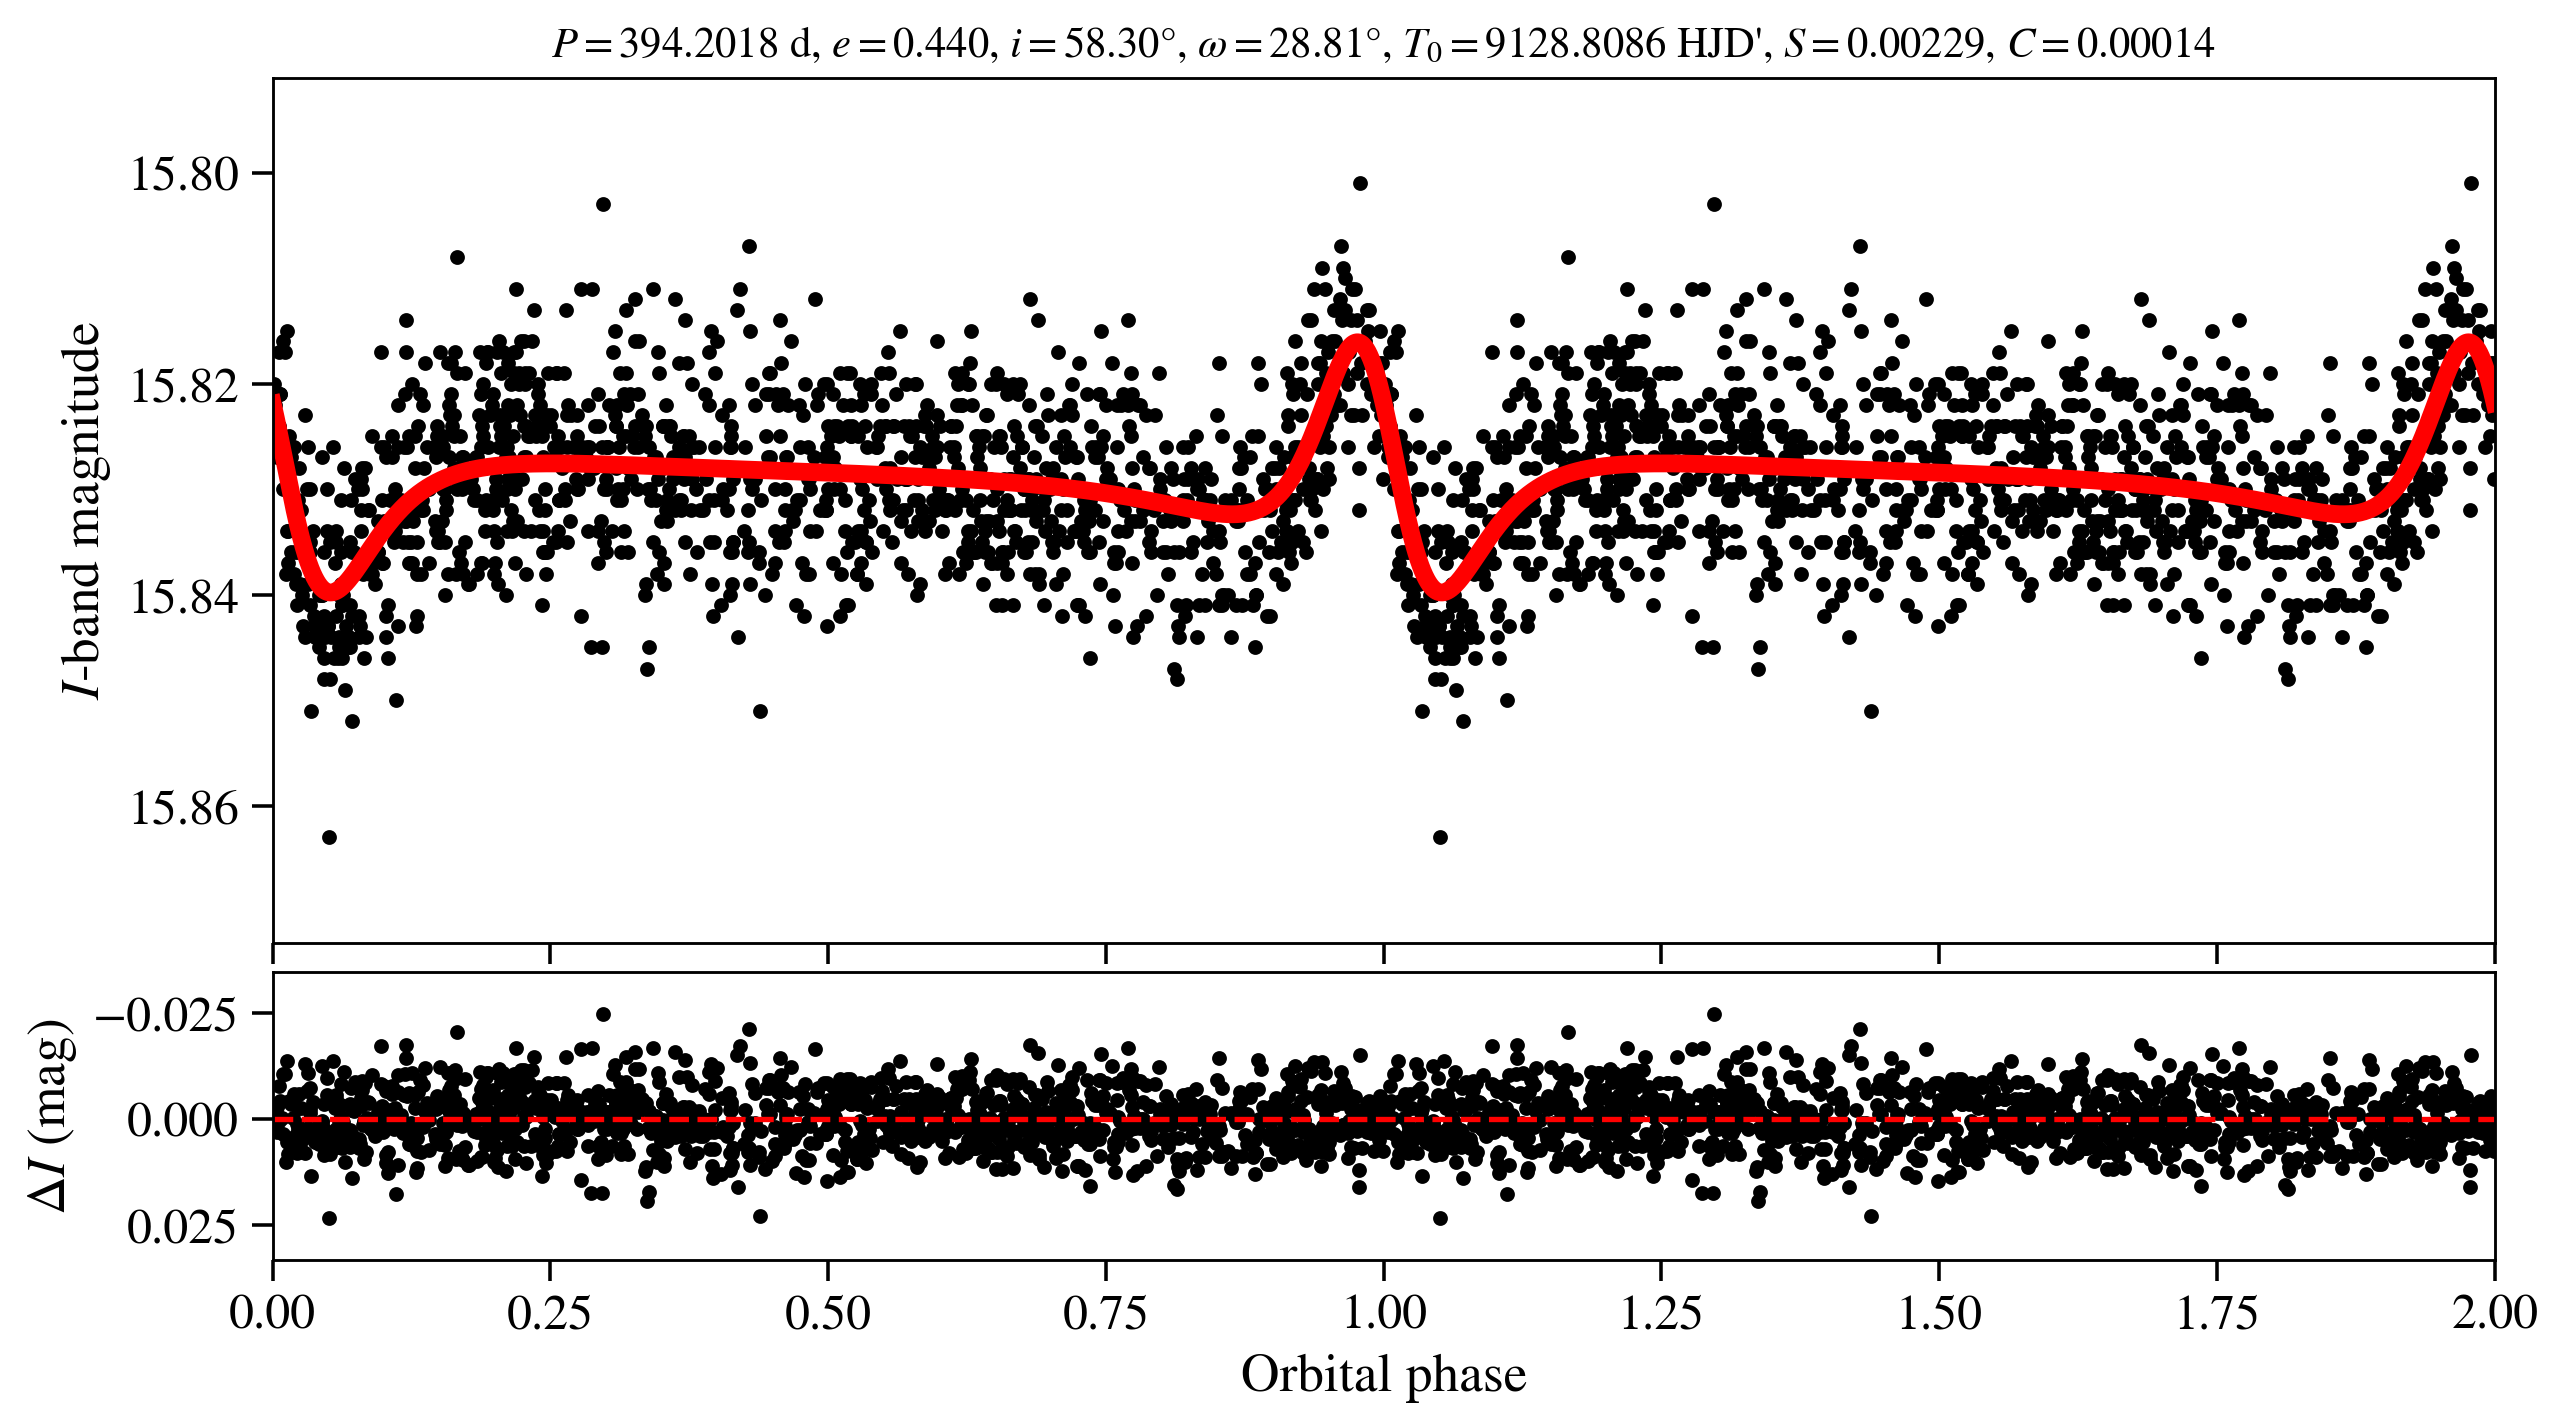 P = 394.2018 d, e = 0.440, i = 58.30°, ω = 28.81°, T₀ = 9128.8086 HJD', S = 0.00229, C = 0.00014
15.80
15.82
15.84
15.86
I-band magnitude
−0.025
0.000
0.025
ΔI (mag)
0.00 0.25 0.50 0.75 1.00 1.25 1.50 1.75 2.00
Orbital phase